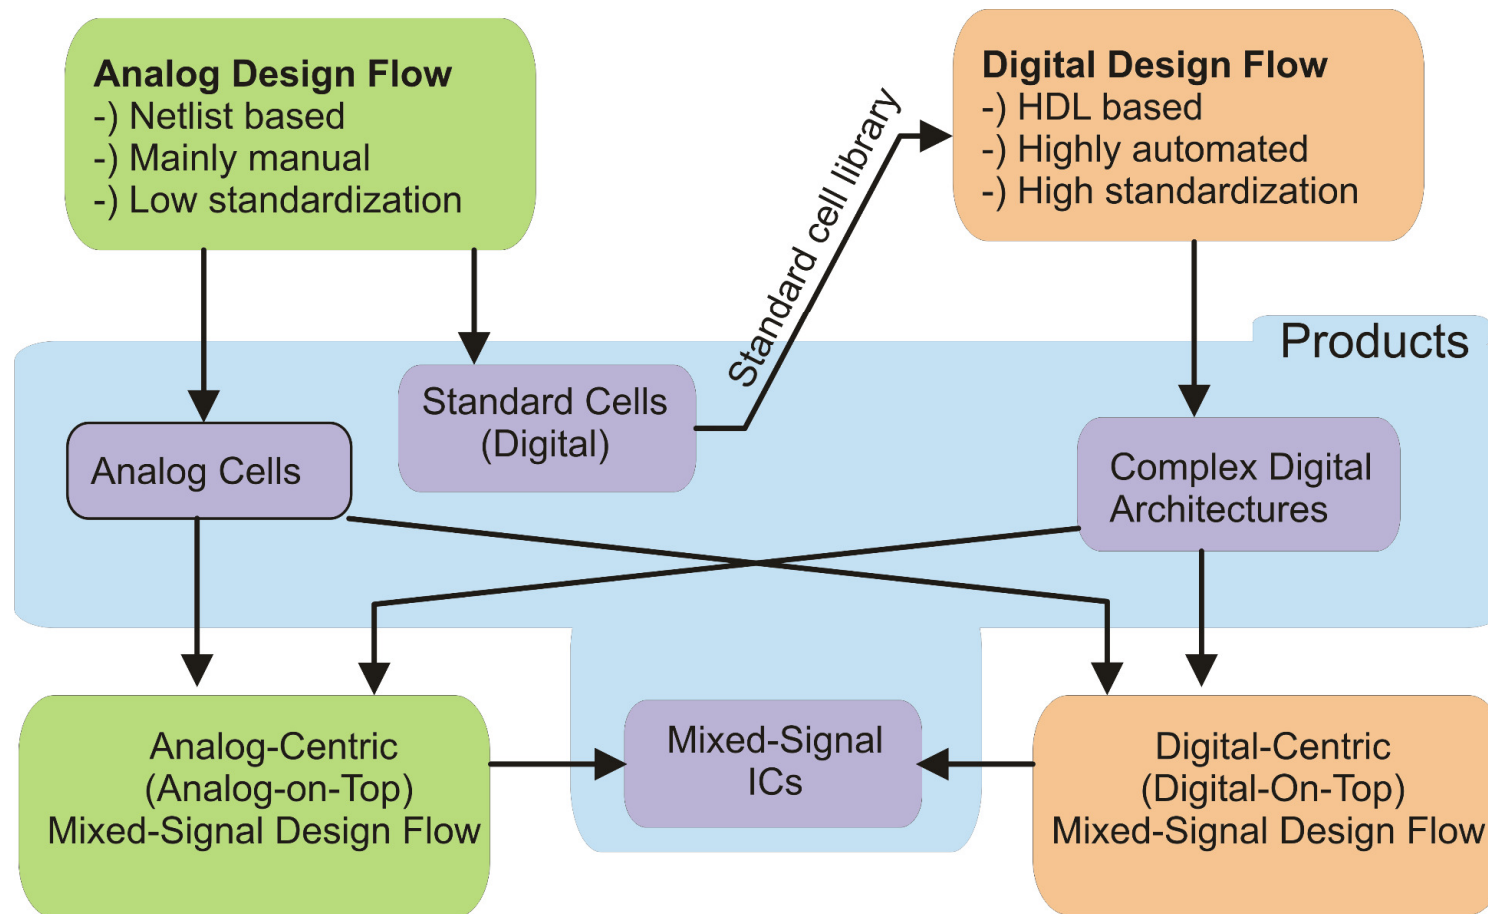 Analog Design Flow
-) Netlist based
-) Mainly manual
-) Low standardization
Digital Design Flow
-) HDL based
-) Highly automated
-) High standardization
Standard cell library
Products
Standard Cells
(Digital)
Analog Cells
Complex Digital
Architectures
Analog-Centric
(Analog-on-Top)
Mixed-Signal Design Flow
Mixed-Signal
ICs
Digital-Centric
(Digital-On-Top)
Mixed-Signal Design Flow